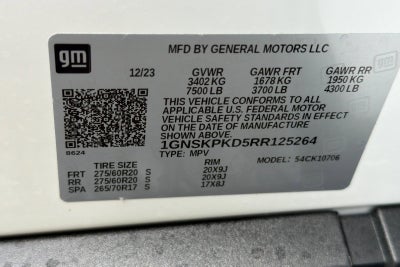 gm
MFD BY GENERAL MOTORS LLC
12/23 GVWR GAWR FRT GAWR RR
3402 KG 1678 KG 1950 KG
7500 LB 3700 LB 4300 LB
THIS VEHICLE CONFORMS TO ALL
APPLICABLE U.S. FEDERAL MOTOR
VEHICLE SAFETY STANDARDS IN EFFECT
ON THE DATE OF MANUFACTURE
SHOWN ABOVE.
1GNSKPKD5RR125264
8624
TYPE: MPV MODEL: 54CK10706
TIRE SIZE RIM
FRT 275/60R20 S 20X9J
RR 275/60R20 S 20X9J
SPA 265/70R17 S 17X8J